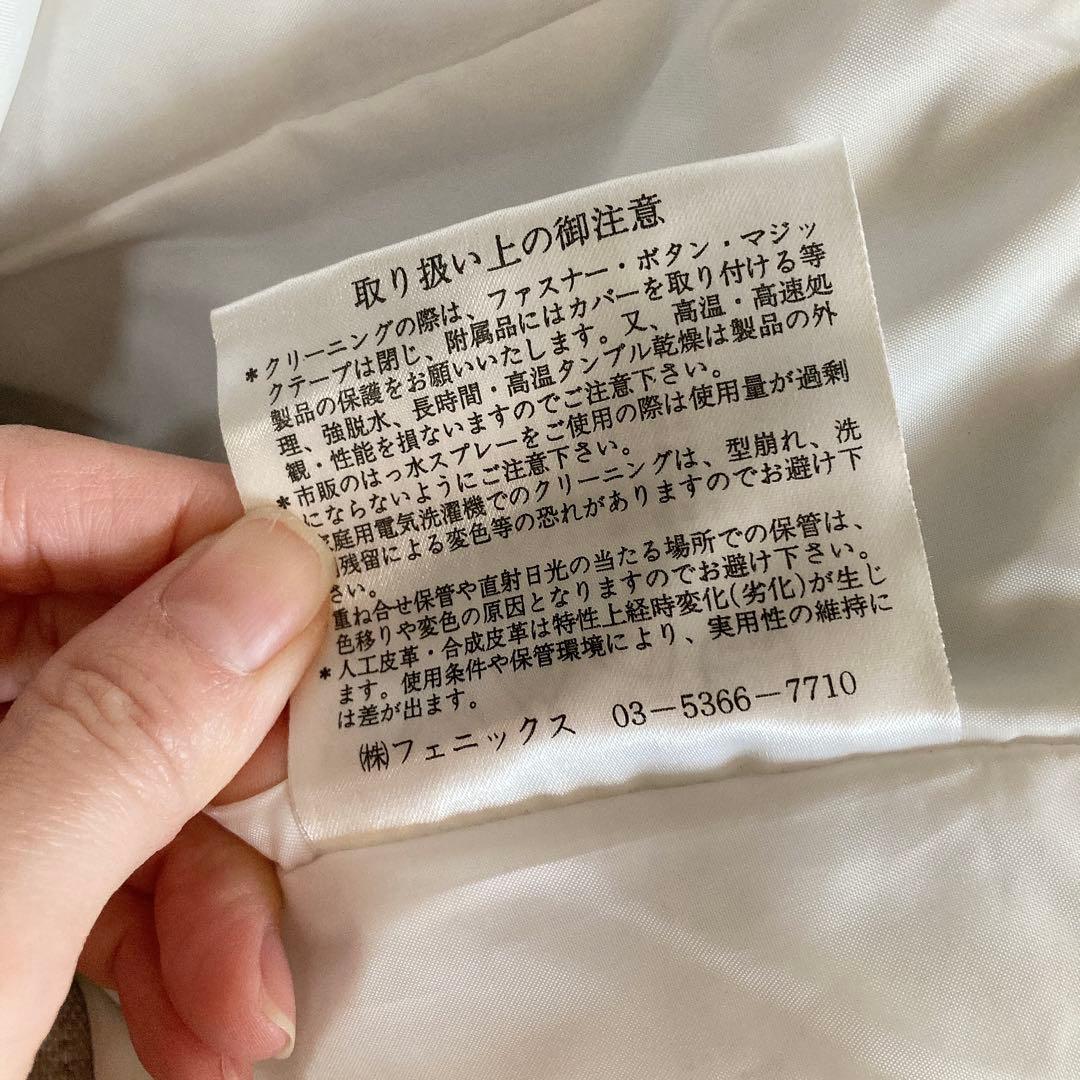 取り扱い上の御注意
*クリーニングの際は、ファスナー・ボタン・マジッ
クテープは閉じ、附属品にはカバーを取り付ける等
製品の保護をお願いいたします。又、高温・高速処
理、強脱水、長時間・高温タンブル乾燥は製品の外
観・性能を損ないますのでご注意下さい。
*市販のはっ水スプレーをご使用の際は使用量が過剰
にならないようにご注意下さい。
庭用電気洗濯機でのクリーニングは、型崩れ、洗
残留による変色等の恐れがありますのでお避け下
さい。
重ね合せ保管や直射日光の当たる場所での保管は、
色移りや変色の原因となりますのでお避け下さい。
*人工皮革・合成皮革は特性上経時変化(劣化)が生じ
ます。使用条件や保管環境により、実用性の維持に
は差が出ます。
㈱フェニックス 03-5366-7710